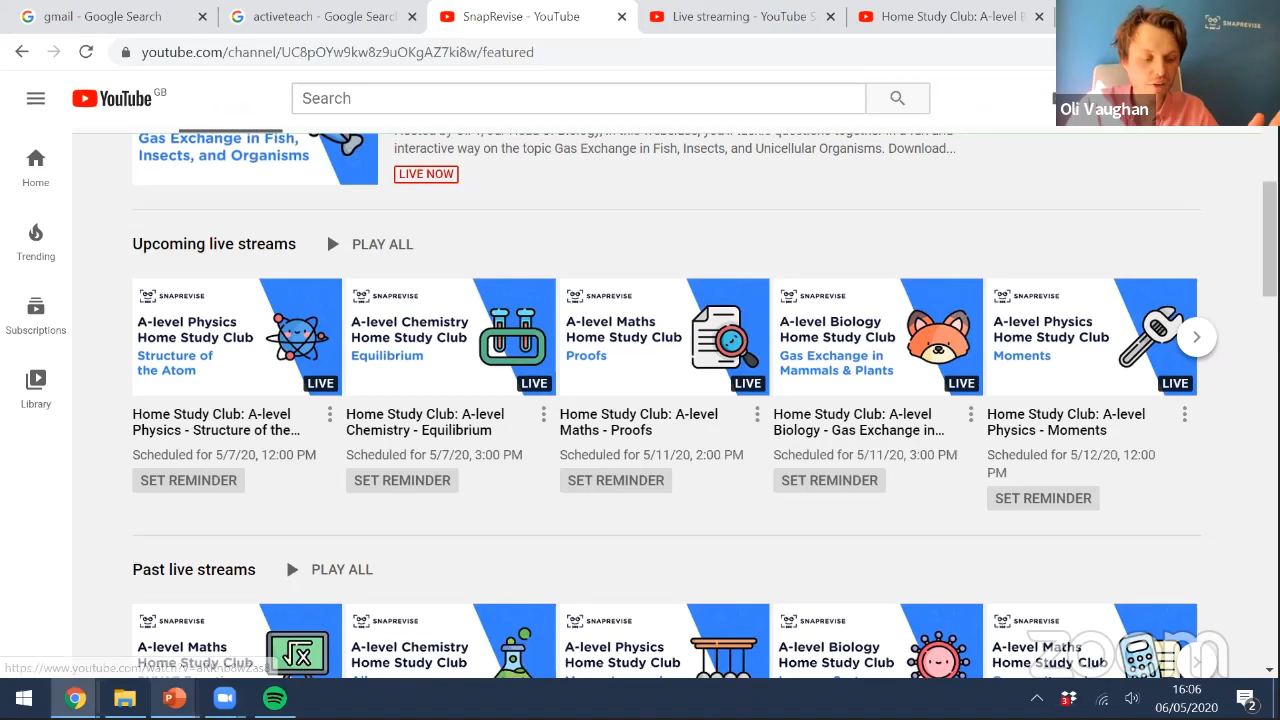 gmail - Google Search
activeteach - Google Search
SnapRevise - YouTube
Live streaming - YouTube S
Home Study Club: A-level B
youtube.com/channel/UC8pOYw9kw8z9uOKgAZ7ki8w/featured
SNAPREVISE
Oli Vaughan
YouTube GB
Search
Home
Trending
Subscriptions
Library
Gas Exchange in Fish,
Insects, and Organisms
interactive way on the topic Gas Exchange in Fish, Insects, and Unicellular Organisms. Download...
LIVE NOW
Upcoming live streams
PLAY ALL
SNAPREVISE
A-level Physics
Home Study Club
Structure of
the Atom
LIVE
Home Study Club: A-level
Physics - Structure of the...
Scheduled for 5/7/20, 12:00 PM
SET REMINDER
SNAPREVISE
A-level Chemistry
Home Study Club
Equilibrium
LIVE
Home Study Club: A-level
Chemistry - Equilibrium
Scheduled for 5/7/20, 3:00 PM
SET REMINDER
SNAPREVISE
A-level Maths
Home Study Club
Proofs
LIVE
Home Study Club: A-level
Maths - Proofs
Scheduled for 5/11/20, 2:00 PM
SET REMINDER
SNAPREVISE
A-level Biology
Home Study Club
Gas Exchange in
Mammals & Plants
LIVE
Home Study Club: A-level
Biology - Gas Exchange in...
Scheduled for 5/11/20, 3:00 PM
SET REMINDER
SNAPREVISE
A-level Physics
Home Study Club
Moments
LIVE
Home Study Club: A-level
Physics - Moments
Scheduled for 5/12/20, 12:00
PM
SET REMINDER
Past live streams
PLAY ALL
SNAPREVISE
A-level Maths
Home Study Club
√x
SNAPREVISE
A-level Chemistry
Home Study Club
SNAPREVISE
A-level Physics
Home Study Club
SNAPREVISE
A-level Biology
Home Study Club
SNAPREVISE
A-level Maths
Home Study Club
zoom
3
16:06
06/05/2020
2